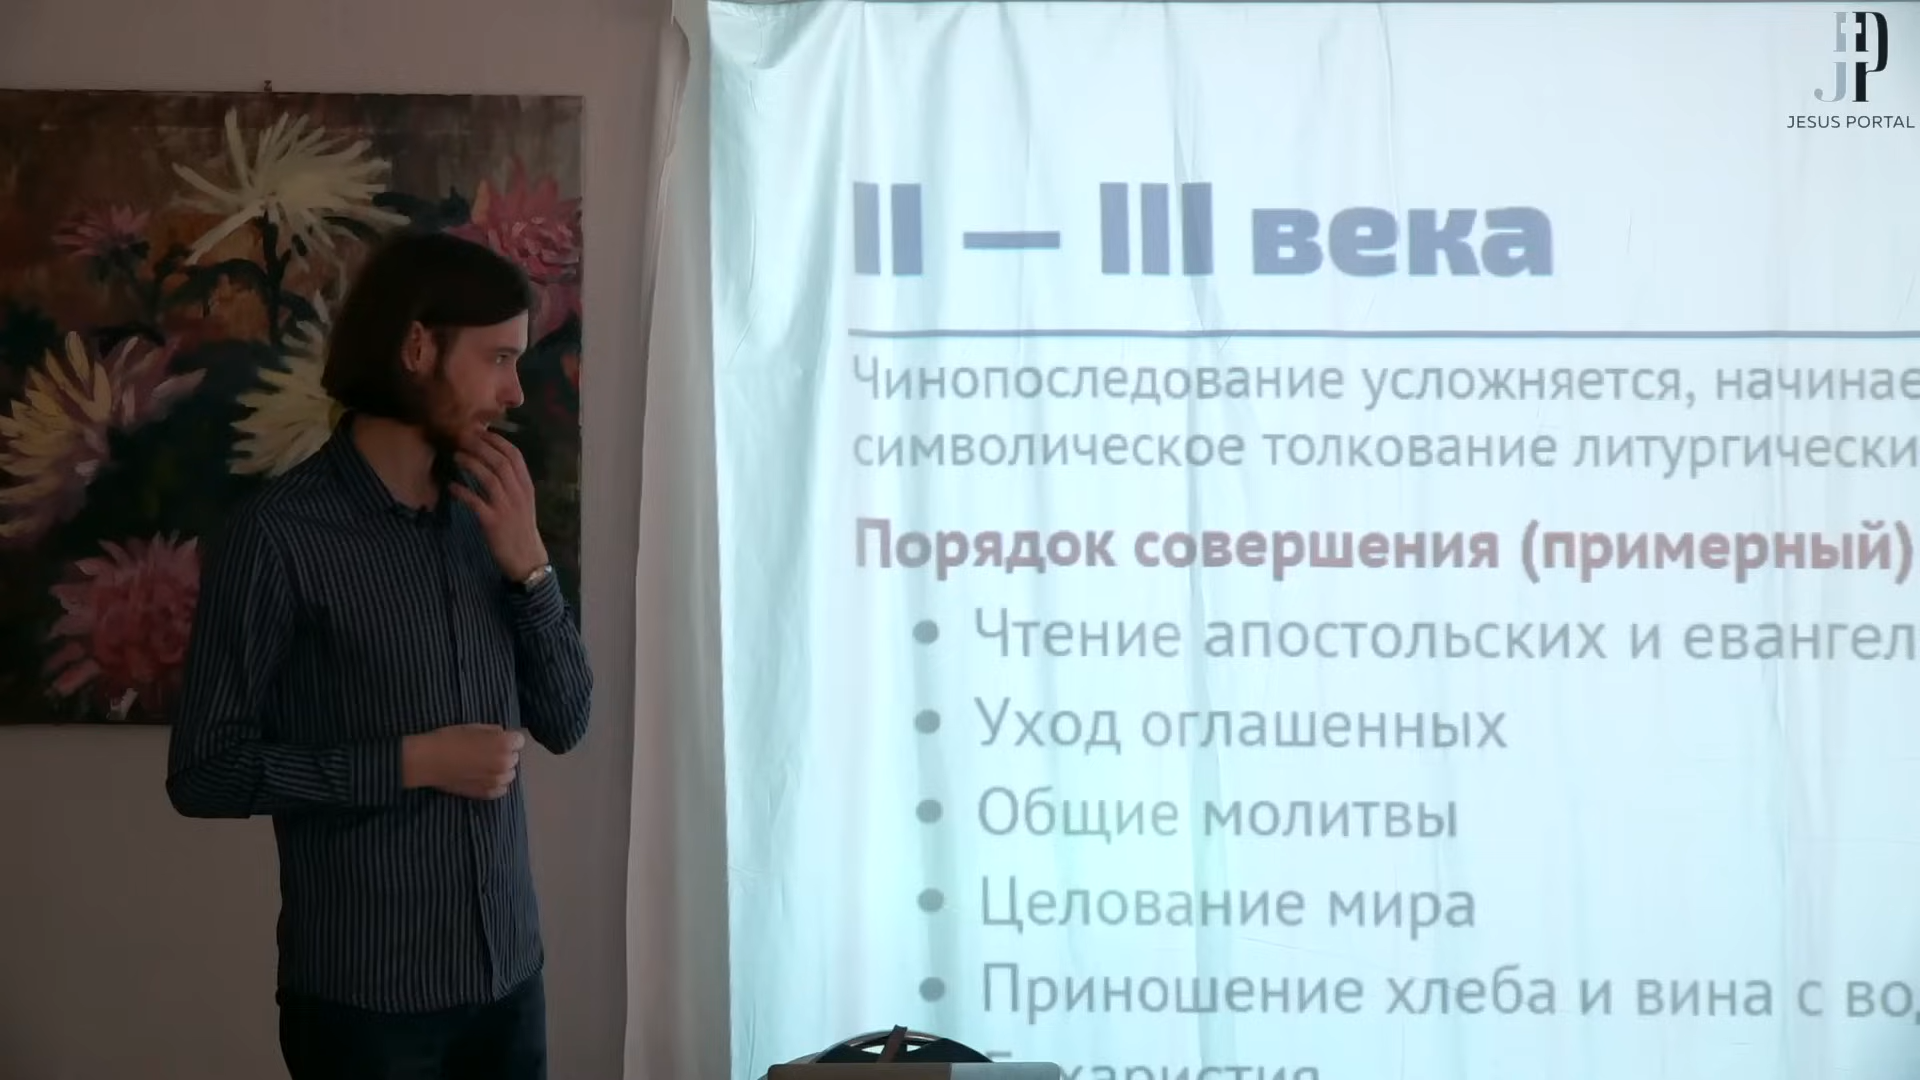 JESUS PORTAL
II — III века
Чинопоследование усложняется, начинае
символическое толкование литургически
Порядок совершения (примерный)
• Чтение апостольских и евангел
• Уход оглашенных
• Общие молитвы
• Целование мира
• Приношение хлеба и вина с во